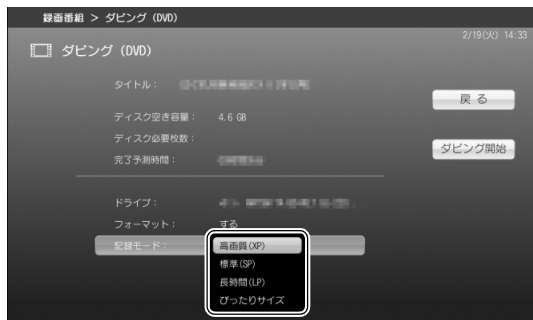 録画番組 > ダビング (DVD)
2/19(火) 14:33
ダビング (DVD)
タイトル：
戻る
ディスク空き容量： 4.6 GB
ディスク必要枚数：
ダビング開始
完了予測時間：
ドライブ：
フォーマット： する
記録モード： 高画質(XP)
標準(SP)
長時間(LP)
ぴったりサイズ